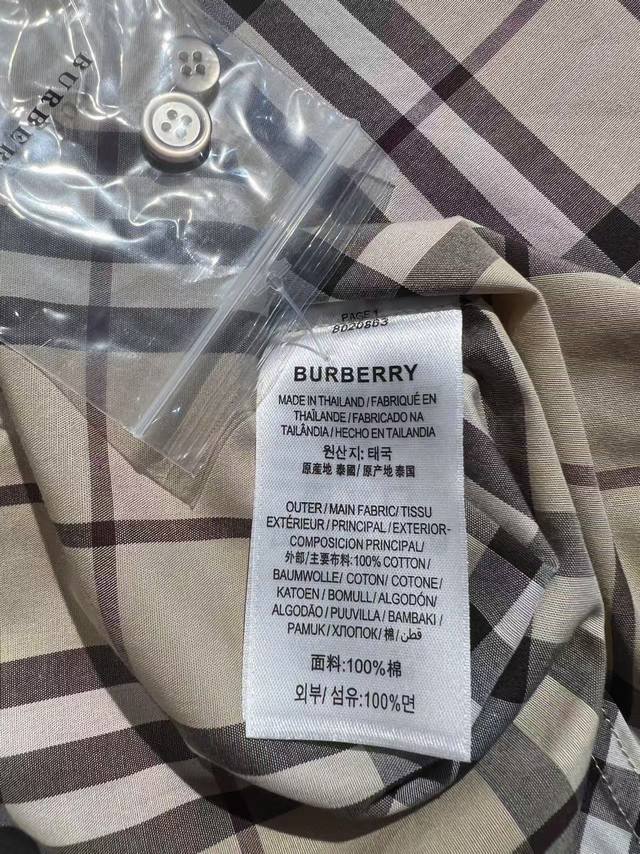 BURBERRY
PAGE 1
8020863
BURBERRY
MADE IN THAILAND / FABRIQUÉ EN
THAÏLANDE / FABRICADO NA
TAILÂNDIA / HECHO EN TAILANDIA
원산지: 태국
原産地 泰國/ 原产地 泰国
OUTER / MAIN FABRIC/ TISSU
EXTÉRIEUR / PRINCIPAL / EXTERIOR-
COMPOSICIÓN PRINCIPAL/
外部/主要布料:100% COTTON /
BAUMWOLLE/ COTON/ COTONE /
KATOEN / BOMULL/ ALGODÓN/
ALGODÃO / PUUVILLA / BAMBAKI /
PAMUK / ХЛОПОК/ 棉/ قطن
面料:100%棉
외부/ 섬유:100%면